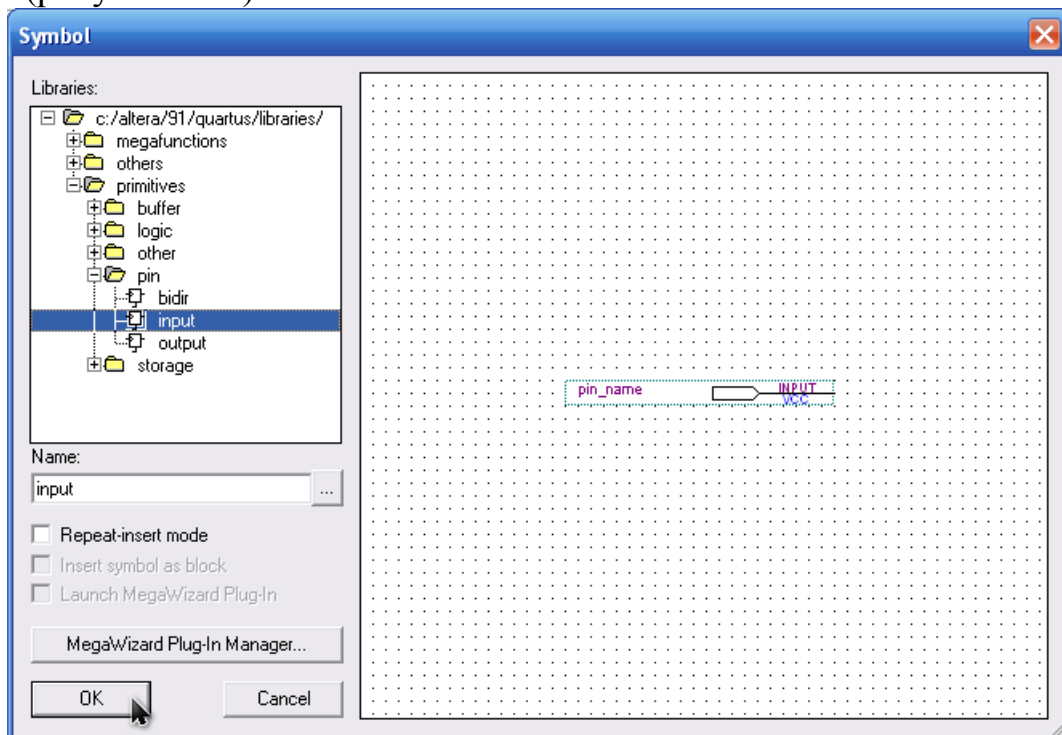 Symbol
Libraries:
c:/altera/91/quartus/libraries/
megafunctions
others
primitives
buffer
logic
other
pin
bidir
input
output
storage
Name:
input
...
Repeat-insert mode
Insert symbol as block
Launch MegaWizard Plug-In
MegaWizard Plug-In Manager...
OK
Cancel
pin_name
INPUT
VCC